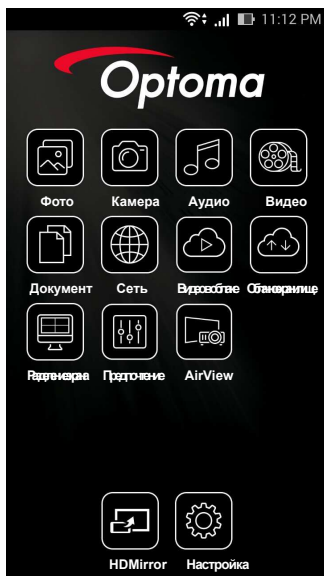 11:12 PM
Optoma
Фото Камера Аудио Видео
Документ Сеть
AirView
HDMirror Настройка